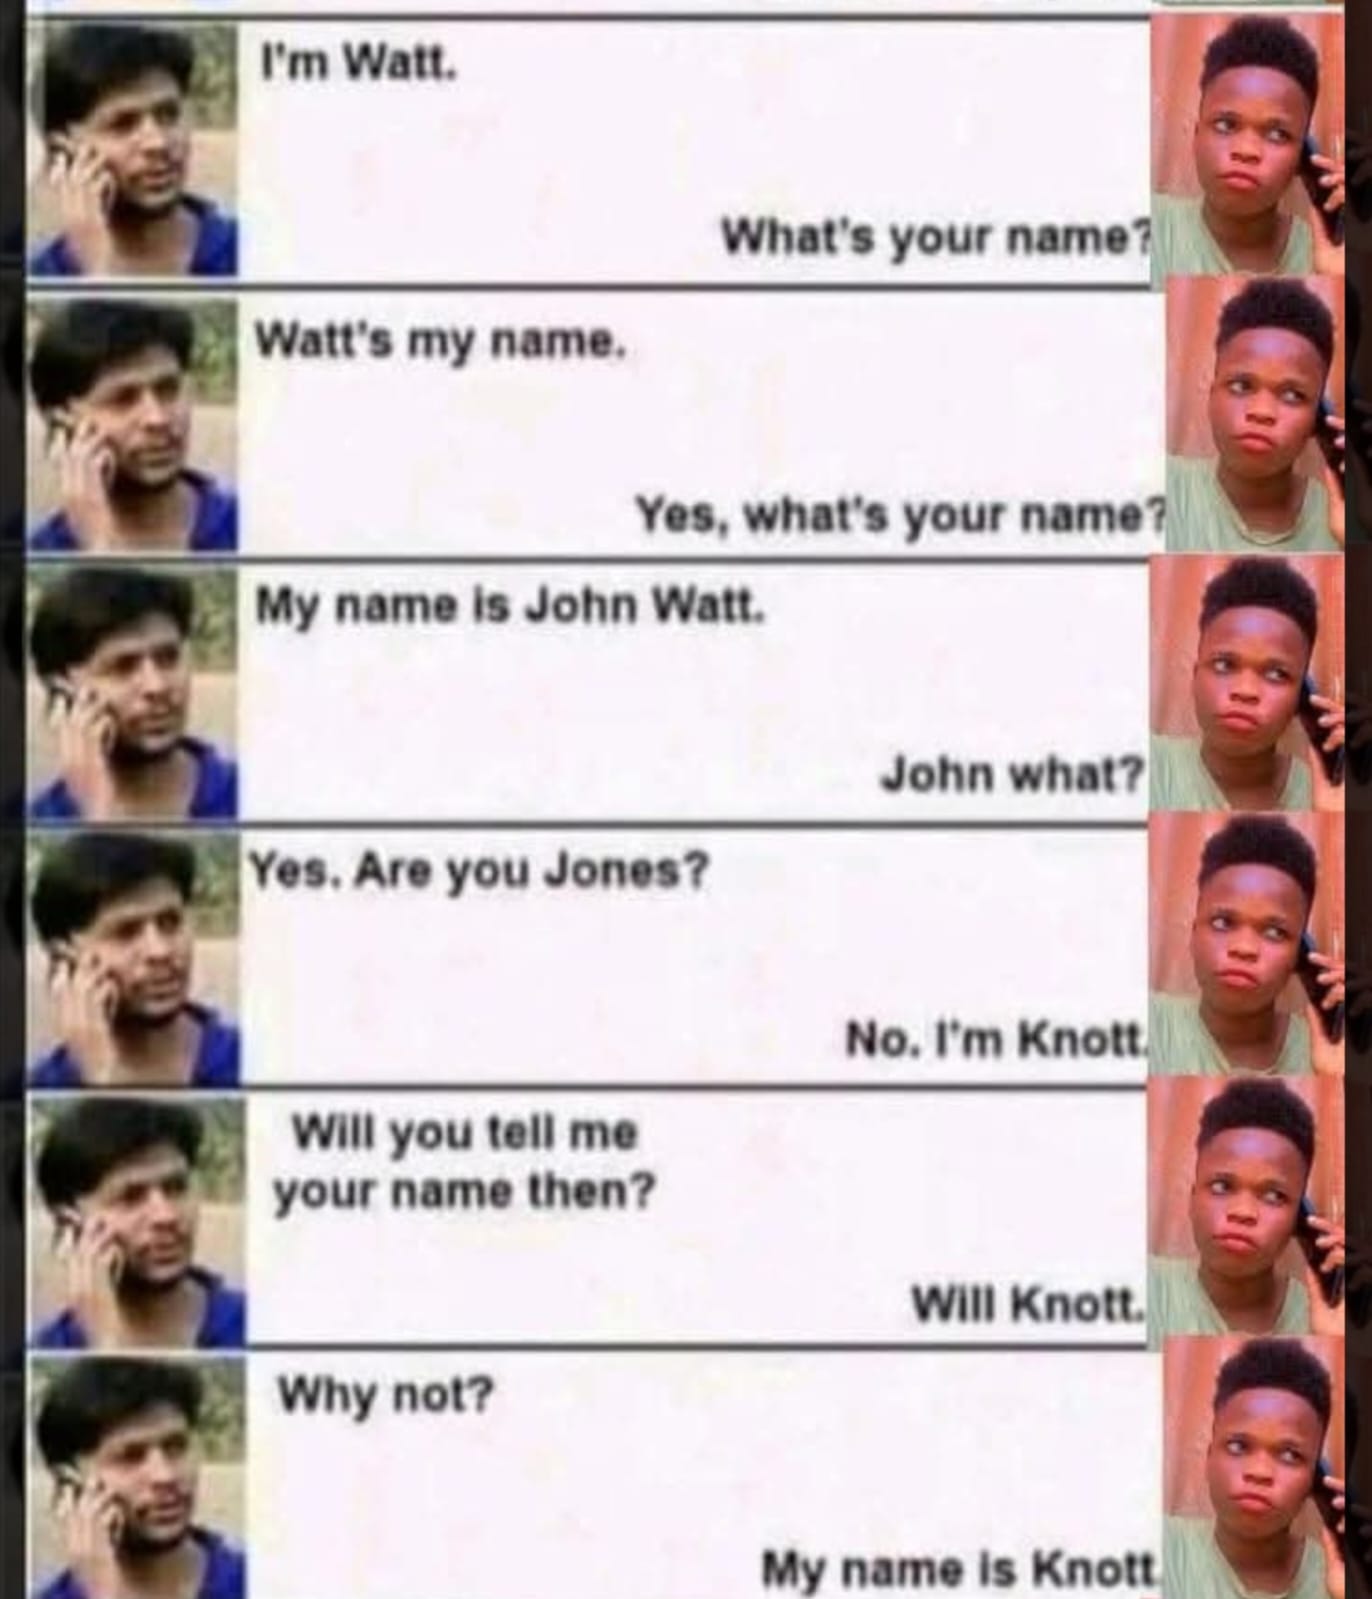 I'm Watt.
What's your name?
Watt's my name.
Yes, what's your name?
My name is John Watt.
John what?
Yes. Are you Jones?
No. I'm Knott.
Will you tell me
your name then?
Will Knott.
Why not?
My name is Knott